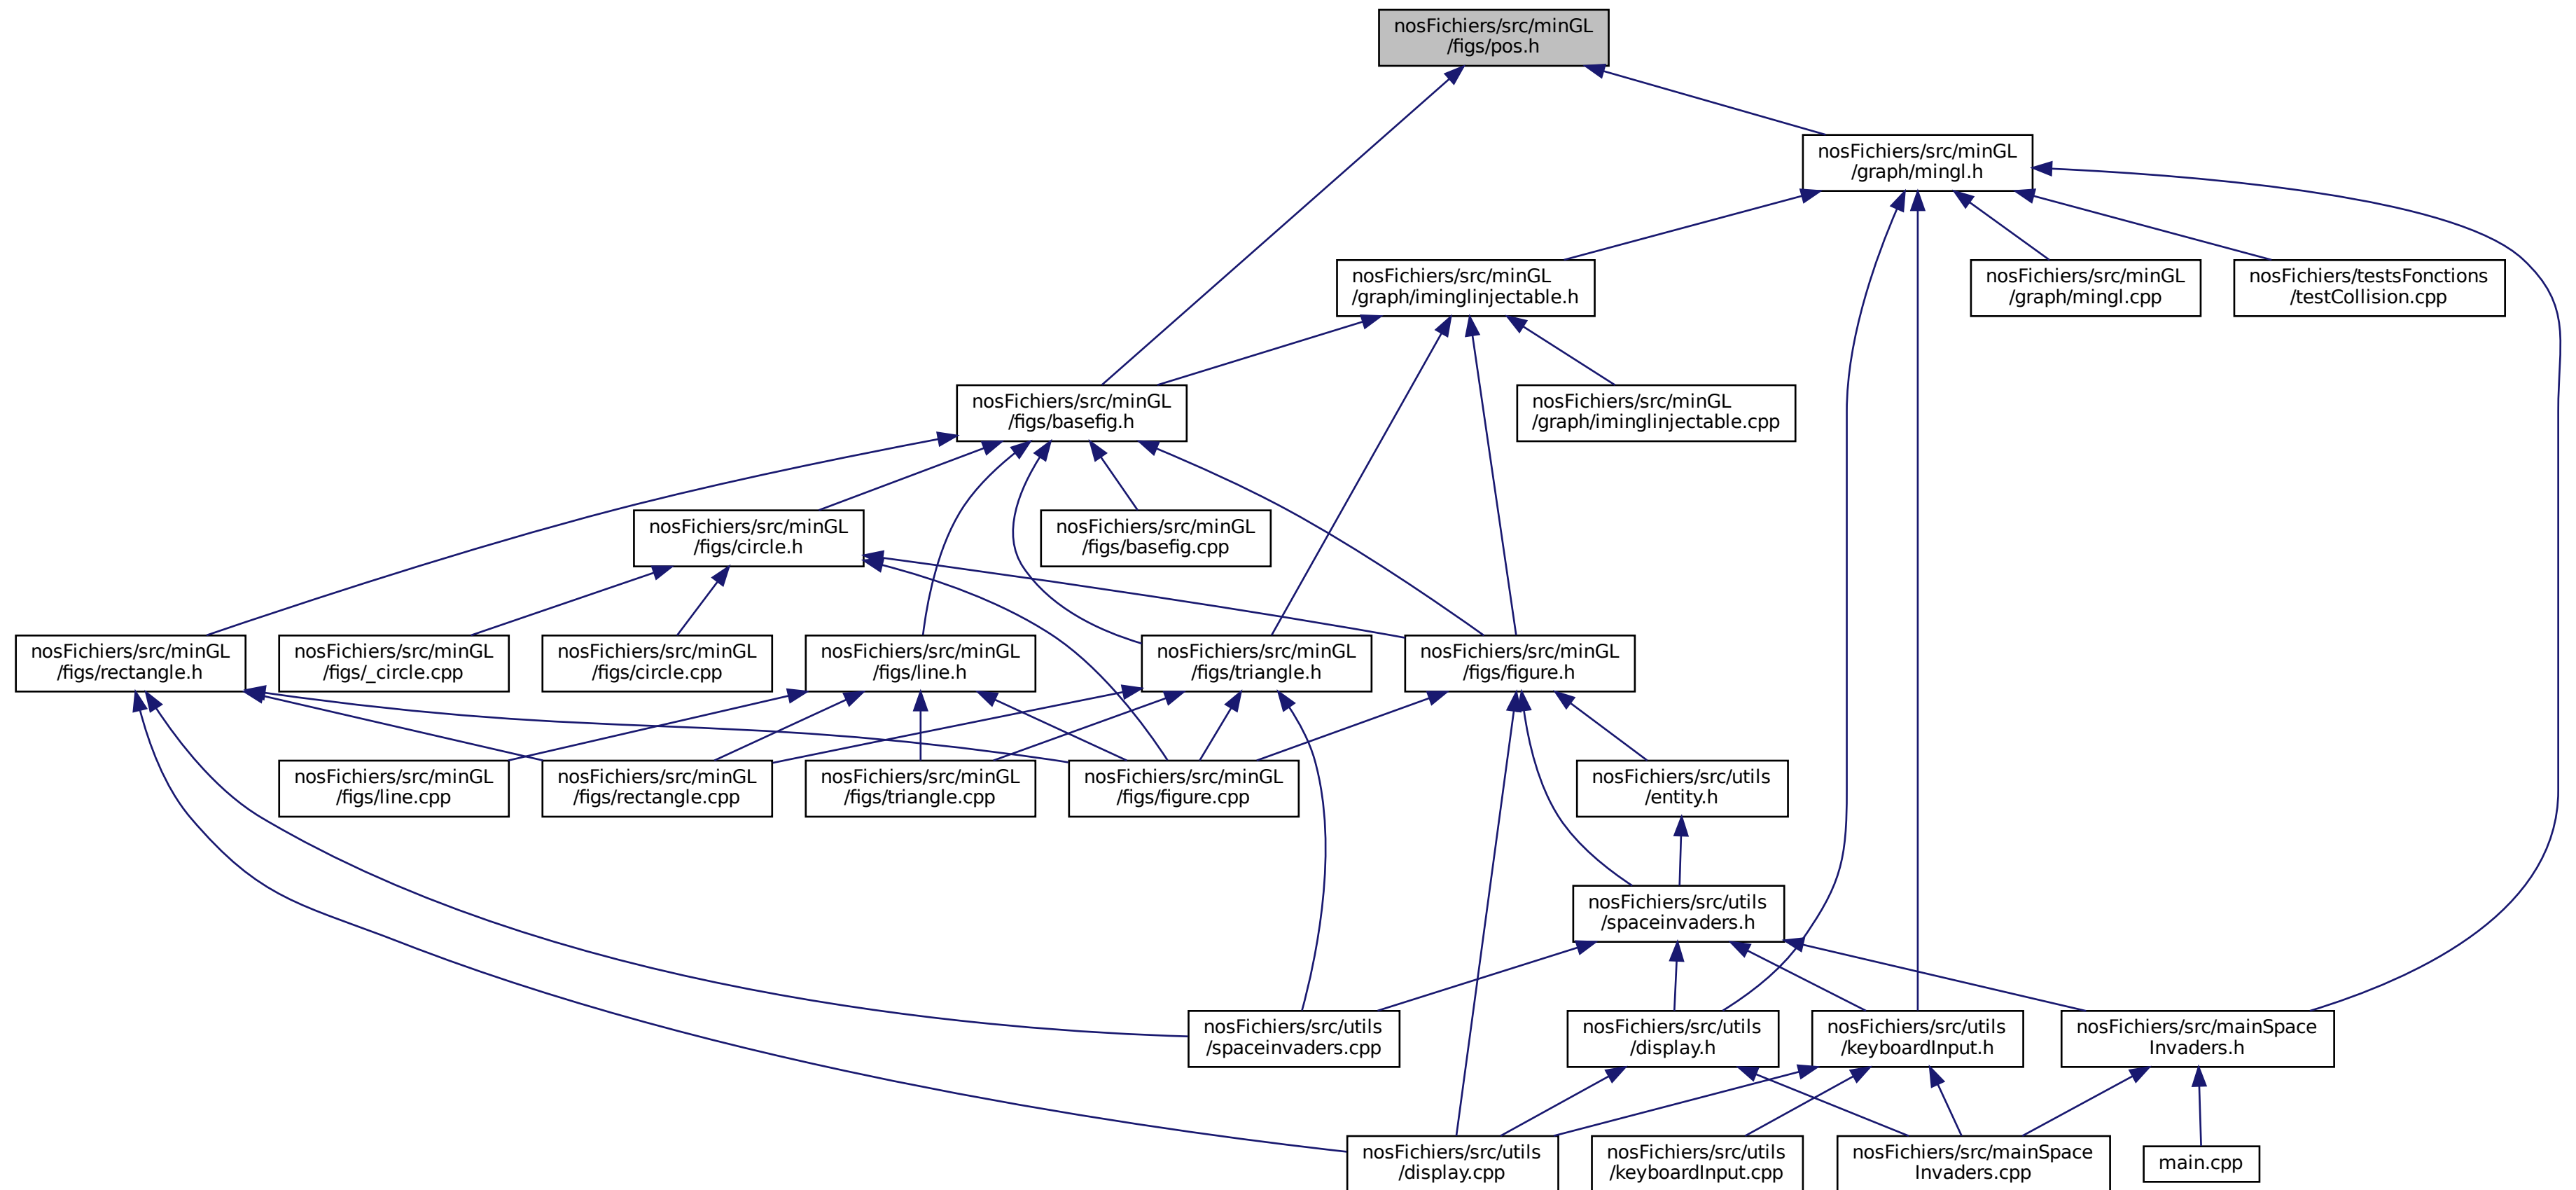 nosFichiers/src/minGL
/figs/pos.h
nosFichiers/src/minGL
/graph/mingl.h
nosFichiers/src/minGL
/graph/iminglinjectable.h
nosFichiers/src/minGL
/graph/mingl.cpp
nosFichiers/testsFonctions
/testCollision.cpp
nosFichiers/src/minGL
/figs/basefig.h
nosFichiers/src/minGL
/graph/iminglinjectable.cpp
nosFichiers/src/minGL
/figs/circle.h
nosFichiers/src/minGL
/figs/basefig.cpp
nosFichiers/src/minGL
/figs/rectangle.h
nosFichiers/src/minGL
/figs/_circle.cpp
nosFichiers/src/minGL
/figs/circle.cpp
nosFichiers/src/minGL
/figs/line.h
nosFichiers/src/minGL
/figs/triangle.h
nosFichiers/src/minGL
/figs/figure.h
nosFichiers/src/minGL
/figs/line.cpp
nosFichiers/src/minGL
/figs/rectangle.cpp
nosFichiers/src/minGL
/figs/triangle.cpp
nosFichiers/src/minGL
/figs/figure.cpp
nosFichiers/src/utils
/entity.h
nosFichiers/src/utils
/spaceinvaders.h
nosFichiers/src/utils
/spaceinvaders.cpp
nosFichiers/src/utils
/display.h
nosFichiers/src/utils
/keyboardInput.h
nosFichiers/src/mainSpace
Invaders.h
nosFichiers/src/utils
/display.cpp
nosFichiers/src/utils
/keyboardInput.cpp
nosFichiers/src/mainSpace
Invaders.cpp
main.cpp